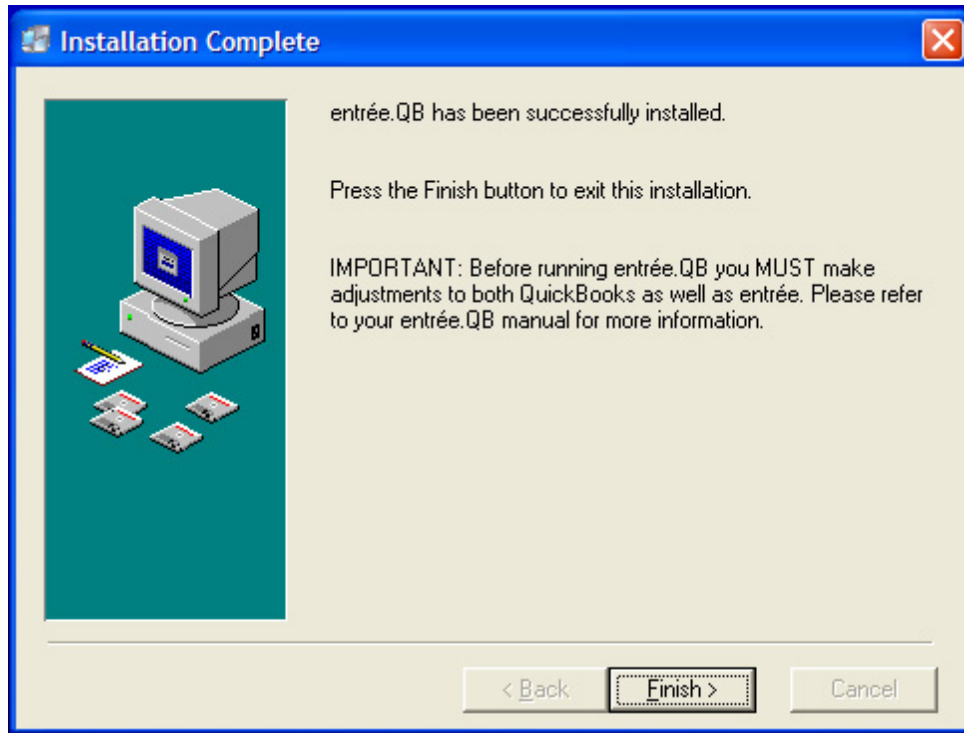 Installation Complete
entrée.QB has been successfully installed.
Press the Finish button to exit this installation.
IMPORTANT: Before running entrée.QB you MUST make
adjustments to both QuickBooks as well as entrée. Please refer
to your entrée.QB manual for more information.
< Back
Finish >
Cancel